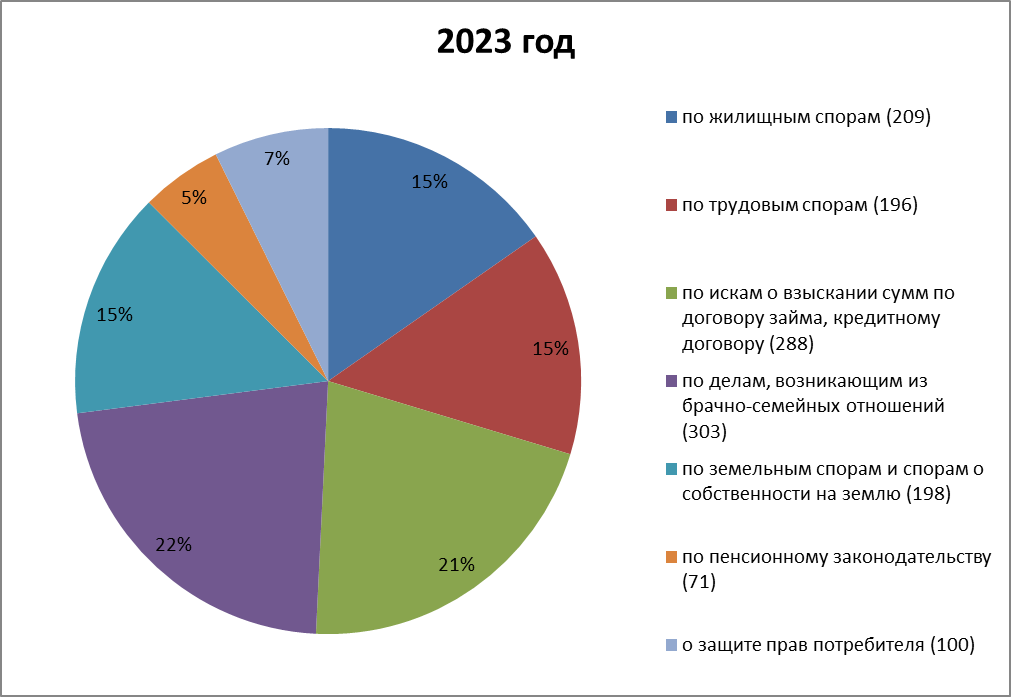 2023 год
по жилищным спорам (209)
по трудовым спорам (196)
по искам о взыскании сумм по
договору займа, кредитному
договору (288)
по делам, возникающим из
брачно-семейных отношений
(303)
по земельным спорам и спорам о
собственности на землю (198)
по пенсионному законодательству
(71)
о защите прав потребителя (100)
15%
15%
21%
22%
15%
5%
7%